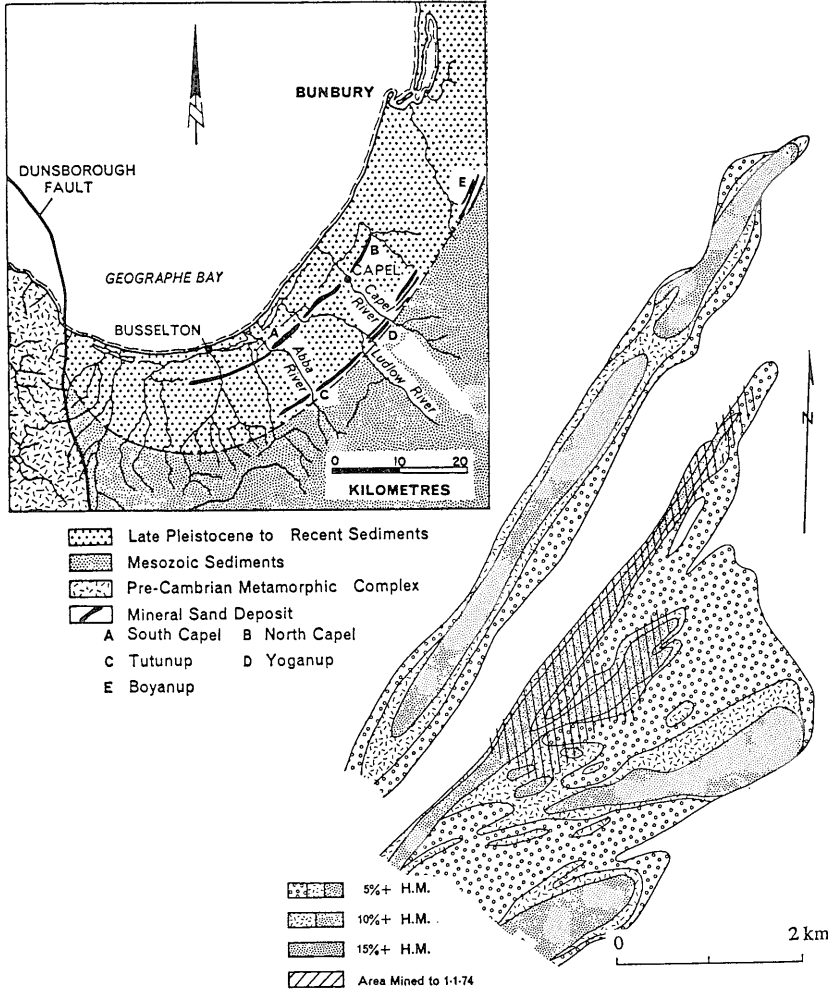 BUNBURY
DUNSBOROUGH
FAULT
E
B
CAPEL
GEOGRAPHE BAY
Capel
River
BUSSELTON
A
D
Abba
River
Ludlow River
C
0 10 20
KILOMETRES
N
Late Pleistocene to Recent Sediments
Mesozoic Sediments
Pre-Cambrian Metamorphic Complex
Mineral Sand Deposit
A South Capel B North Capel
C Tutunup D Yoganup
E Boyanup
5%+ H.M.
10%+ H.M.
15%+ H.M.
Area Mined to 1-1-74
0 2 km